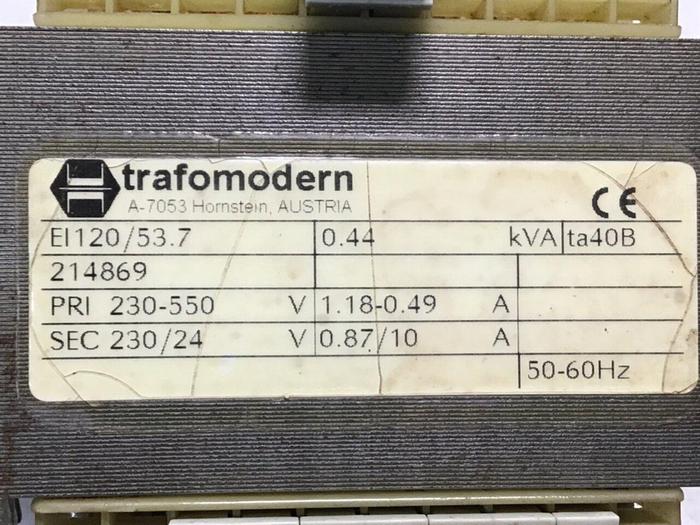 trafomodern
A-7053 Hornstein, AUSTRIA
CE
EI120/53.7 0.44 kVA ta40B
214869
PRI 230-550 V 1.18-0.49 A
SEC 230/24 V 0.87/10 A
50-60Hz